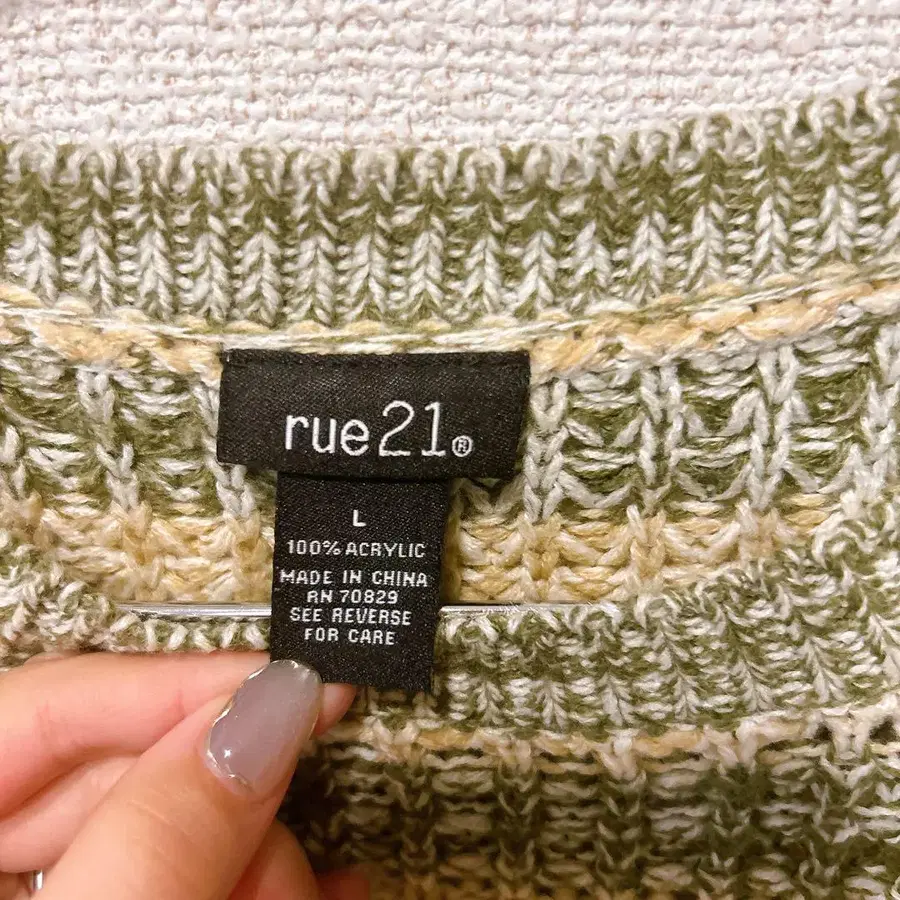 rue21®
L
100% ACRYLIC
MADE IN CHINA
RN 70829
SEE REVERSE
FOR CARE